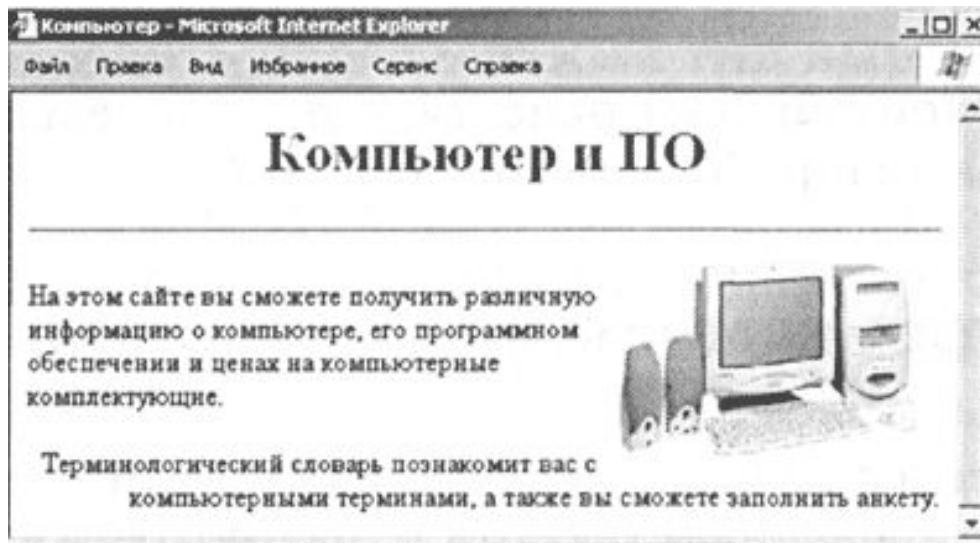 Компьютер - Microsoft Internet Explorer
Файл Правка Вид Избранное Сервис Справка
Компьютер и ПО
На этом сайте вы сможете получить различную
информацию о компьютере, его программном
обеспечении и ценах на компьютерные
комплектующие.
Терминологический словарь познакомит вас с
компьютерными терминами, а также вы сможете заполнить анкету.